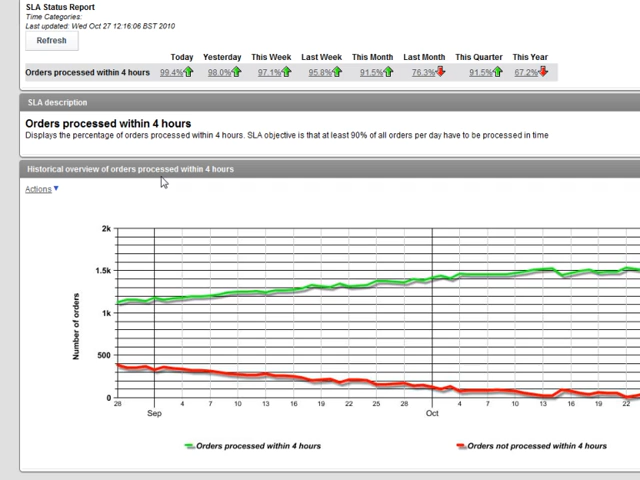 SLA Status Report
Time Categories:
Last updated: Wed Oct 27 12:16:06 BST 2010
Refresh
Today Yesterday This Week Last Week This Month Last Month This Quarter This Year
Orders processed within 4 hours 99.4% 98.0% 97.1% 95.8% 91.5% 76.3% 91.5% 67.2%
SLA description
Orders processed within 4 hours
Displays the percentage of orders processed within 4 hours. SLA objective is that at least 90% of all orders per day have to be processed in time
Historical overview of orders processed within 4 hours
Actions
2k
1.5k
1k
500
0
Number of orders
28 4 7 10 13 16 19 22 25 28 4 7 10 13 16 19 22
Sep Oct
Orders processed within 4 hours Orders not processed within 4 hours